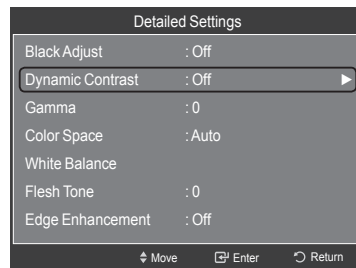 Detailed Settings
Black Adjust : Off
Dynamic Contrast : Off
Gamma : 0
Color Space : Auto
White Balance
Flesh Tone : 0
Edge Enhancement : Off
Move Enter Return